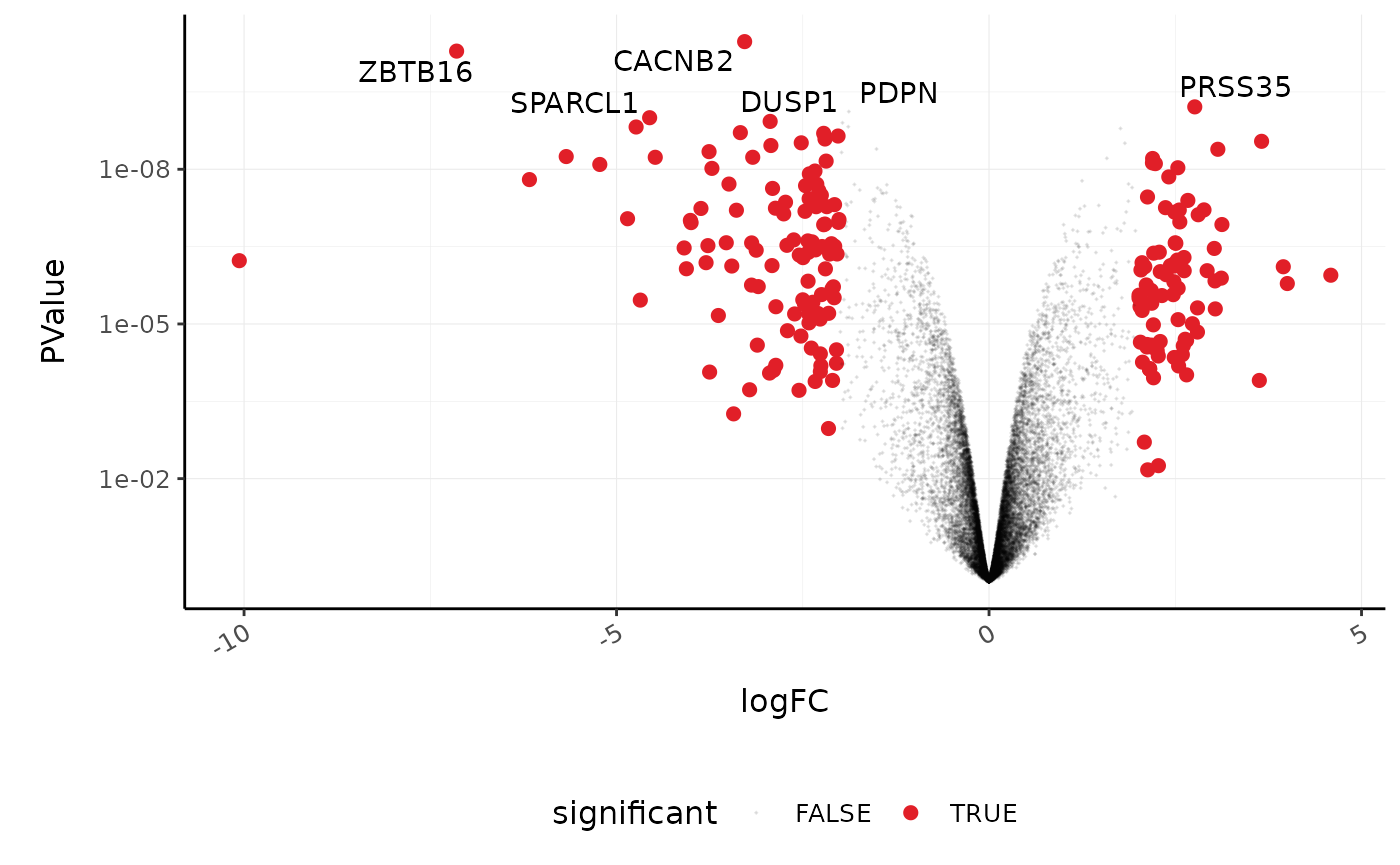 CACNB2
ZBTB16
PRSS35
PDPN
SPARCL1
DUSP1
1e-08
1e-05
1e-02
PValue
-10
-5
0
5
logFC
significant FALSE TRUE